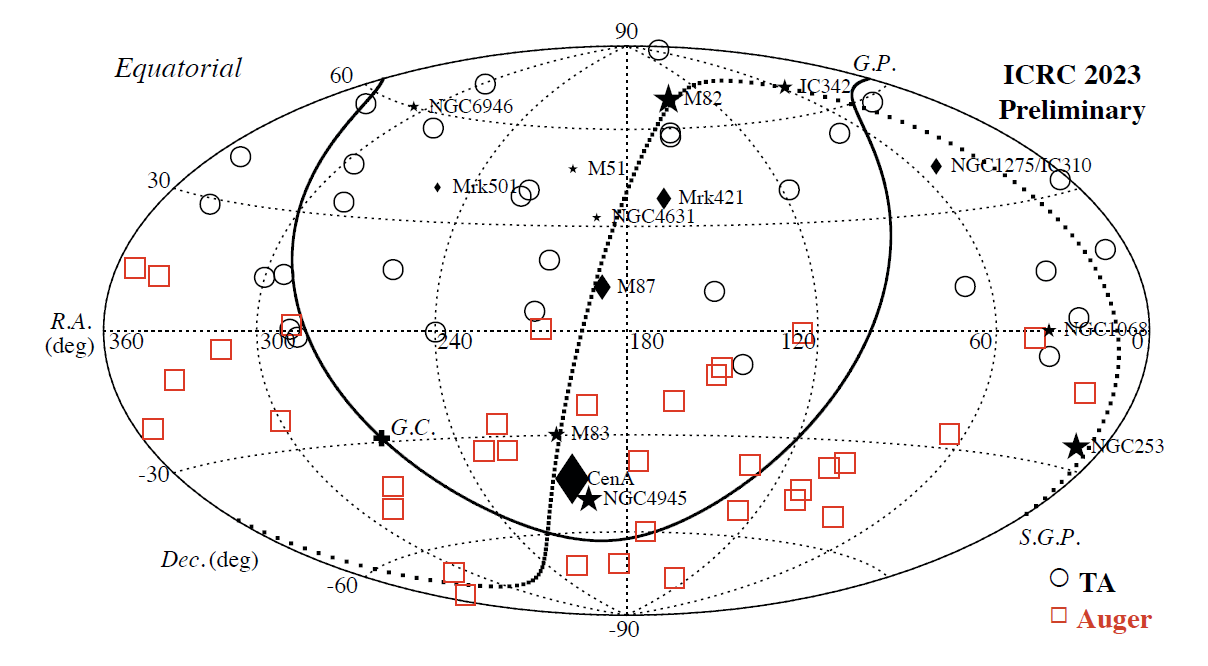 90
Equatorial
60
G.P.
ICRC 2023
Preliminary
M82
IC342
NGC6946
M51
NGC1275/IC310
30
Mrk501
Mrk421
NGC4631
M87
R.A.
(deg)
360
300
240
180
120
60
0
NGC1068
G.C.
M83
NGC253
-30
CenA
NGC4945
S.G.P.
Dec.(deg)
-60
TA
Auger
-90